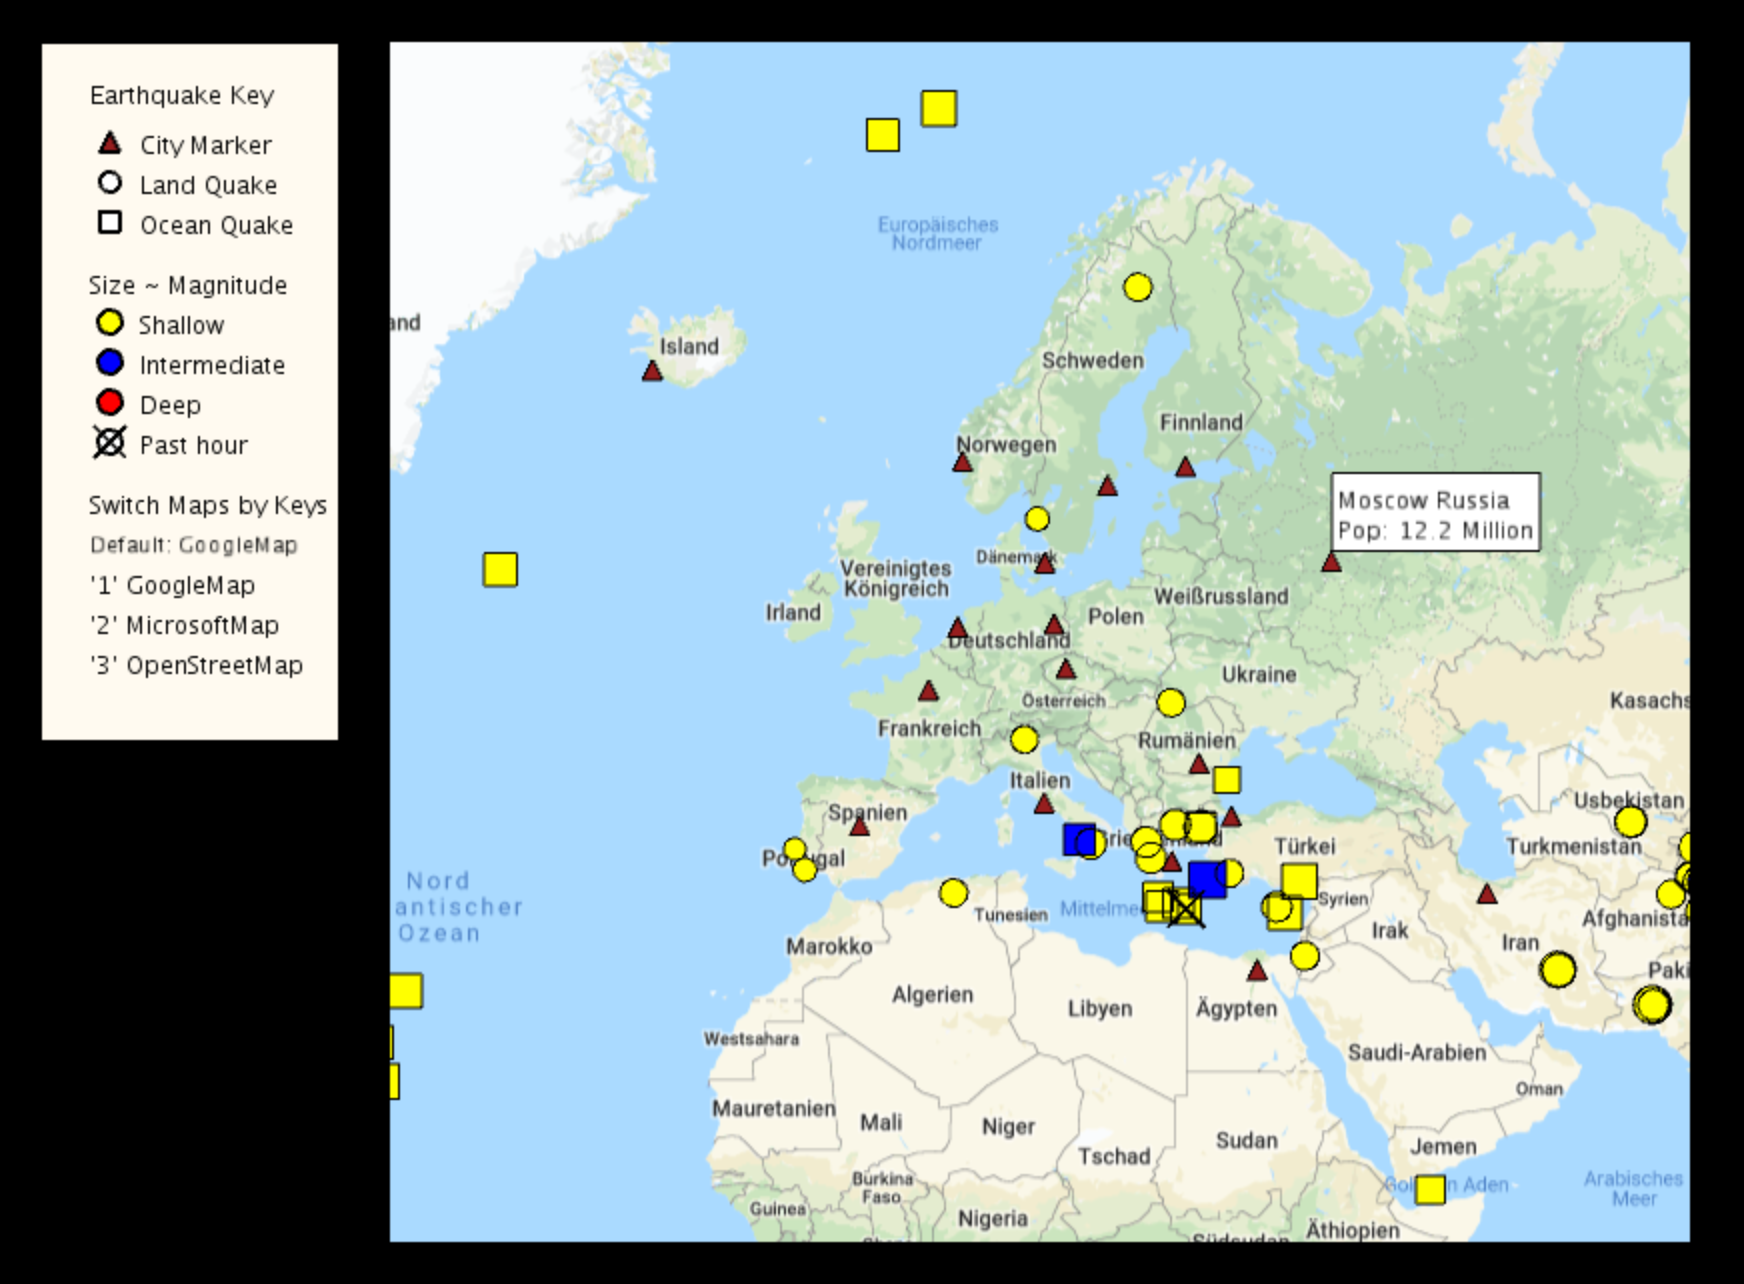 Earthquake Key
City Marker
Land Quake
Ocean Quake
Size ~ Magnitude
Shallow
Intermediate
Deep
Past hour
Switch Maps by Keys
Default: GoogleMap
'1' GoogleMap
'2' MicrosoftMap
'3' OpenStreetMap
Europäisches
Nordmeer
and
Island
Schweden
Finnland
Norwegen
Moscow Russia
Pop: 12.2 Million
Dänemark
Vereinigtes
Königreich
Irland
Weißrussland
Polen
Deutschland
Ukraine
Österreich
Kasachs
Frankreich
Rumänien
Italien
Usbekistan
Spanien
Türkei
Turkmenistan
Portugal
Nord
antischer
Ozean
Syrien
Mittelme
Tunesien
Afghanista
Irak
Iran
Marokko
Paki
Algerien
Libyen
Ägypten
Westsahara
Saudi-Arabien
Oman
Mauretanien
Mali
Niger
Sudan
Jemen
Tschad
Burkina
Faso
Aden
Arabisches
Meer
Guinea
Nigeria
Äthiopien
Südsudan